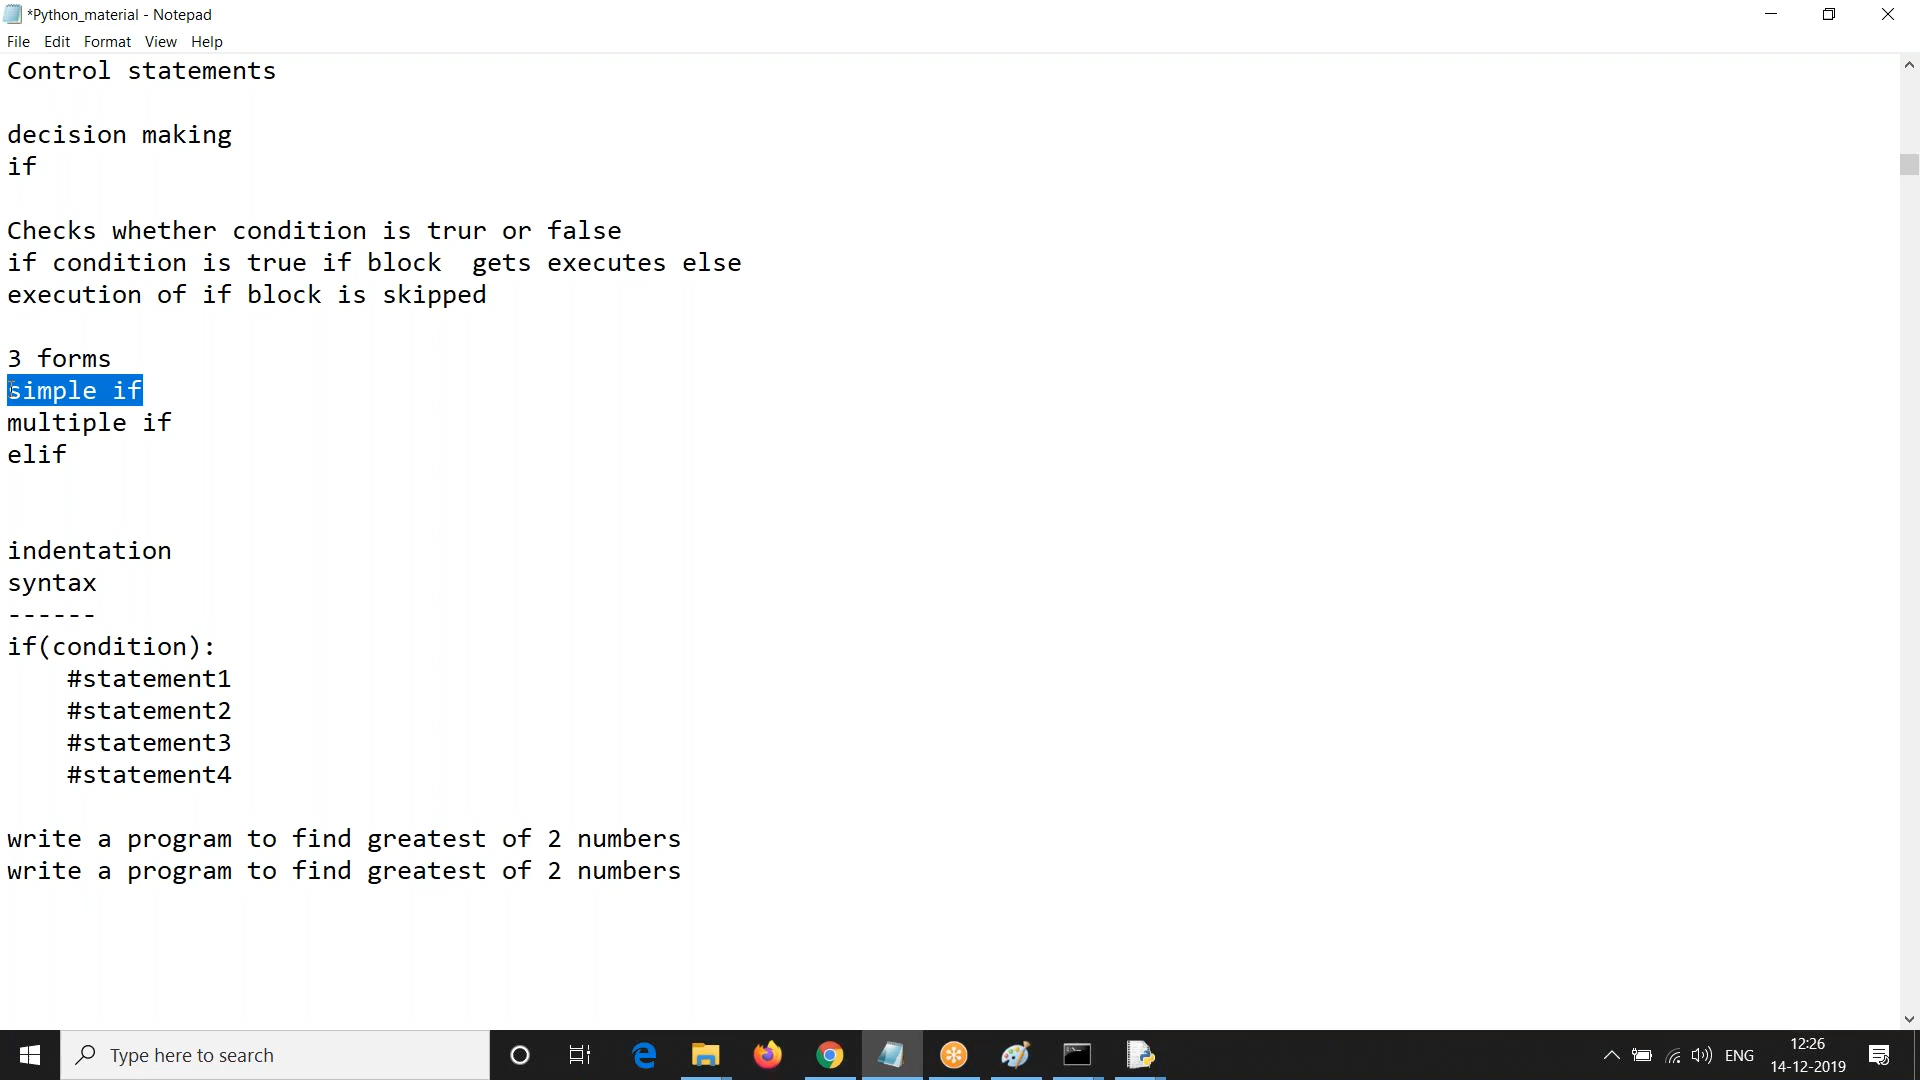 *Python_material - Notepad
File Edit Format View Help
Control statements
decision making
if
Checks whether condition is trur or false
if condition is true if block  gets executes else
execution of if block is skipped
3 forms
simple if
multiple if
elif
indentation
syntax
------
if(condition):
    #statement1
    #statement2
    #statement3
    #statement4
write a program to find greatest of 2 numbers
write a program to find greatest of 2 numbers
Type here to search
ENG
12:26
14-12-2019